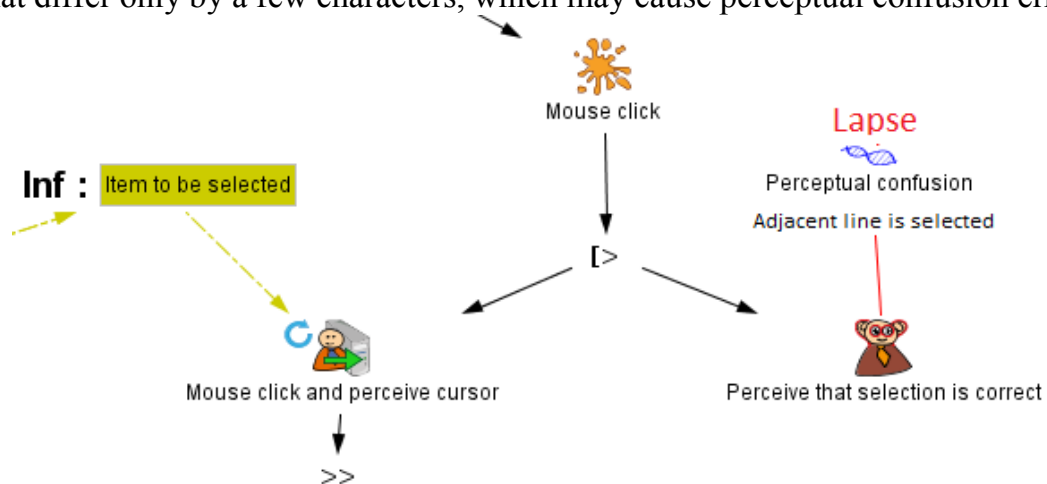 at differ only by a few characters, which may cause perceptual confusion er
Mouse click
Lapse
Perceptual confusion
Adjacent line is selected
Inf : Item to be selected
[>
Mouse click and perceive cursor
Perceive that selection is correct
>>